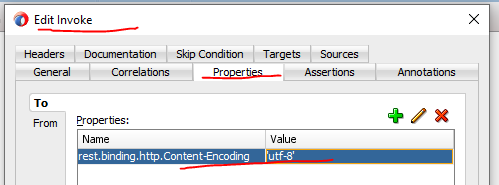 Edit Invoke
Headers Documentation Skip Condition Targets Sources
General Correlations Properties Assertions Annotations
To
From
Properties:
Name Value
rest.binding.http.Content-Encoding 'utf-8'